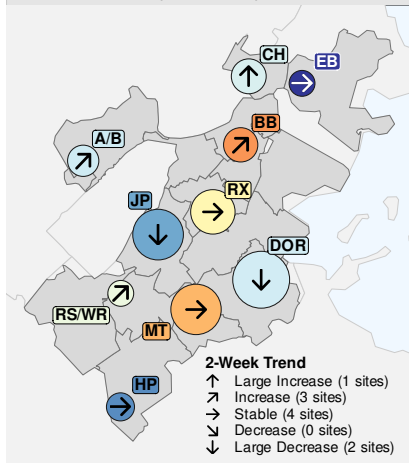 CH
EB
BB
A/B
RX
JP
DOR
RS/WR
MT
HP
2-Week Trend
↑ Large Increase (1 sites)
↗ Increase (3 sites)
→ Stable (4 sites)
↘ Decrease (0 sites)
↓ Large Decrease (2 sites)